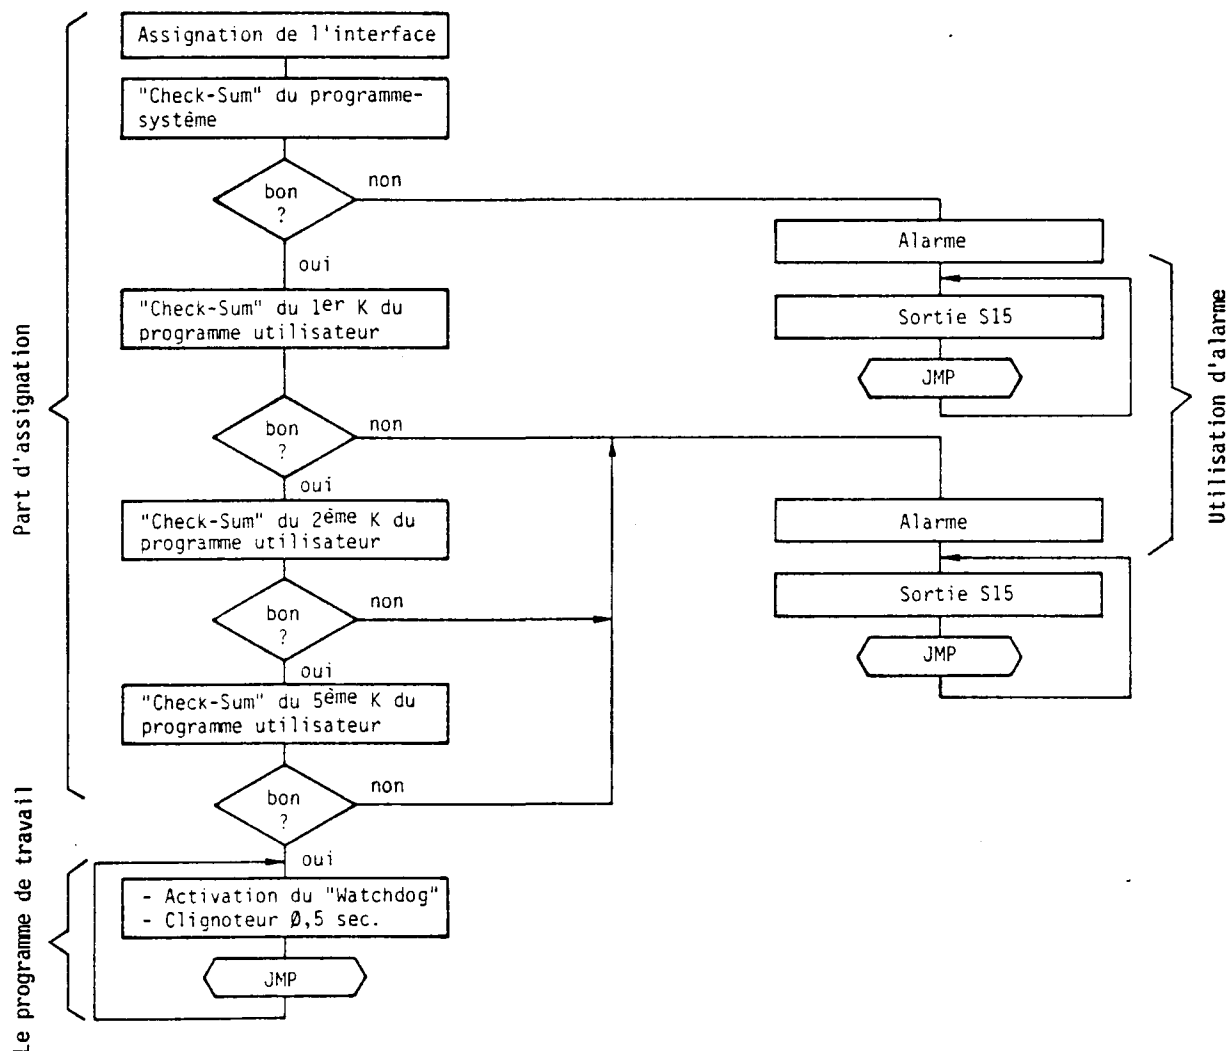 Assignation de l'interface
"Check-Sum" du programme-
système
bon
?
non
oui
Alarme
Sortie S15
JMP
"Check-Sum" du 1er K du
programme utilisateur
bon
?
non
oui
"Check-Sum" du 2ème K du
programme utilisateur
Alarme
Sortie S15
JMP
bon
?
non
oui
"Check-Sum" du 5ème K du
programme utilisateur
bon
?
non
oui
- Activation du "Watchdog"
- Clignoteur Ø,5 sec.
JMP
Part d'assignation
Le programme de travail
Utilisation d'alarme